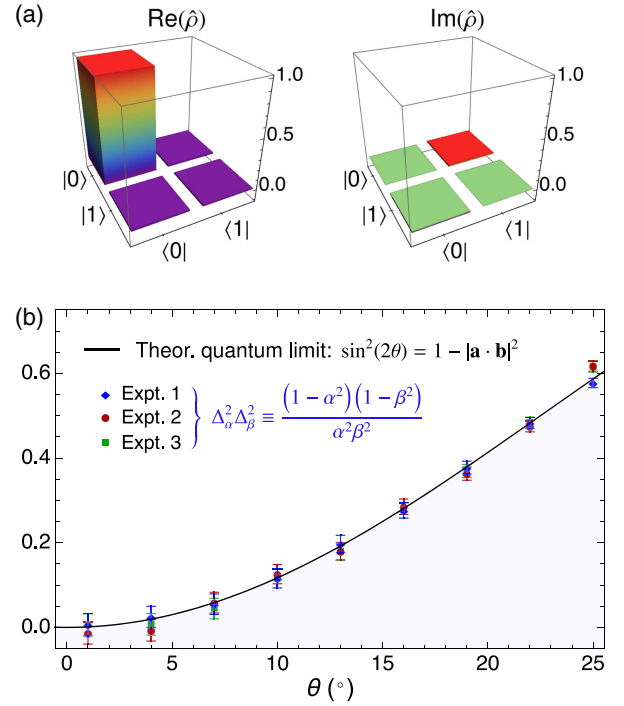 (a)
Re(ρ̂)
Im(ρ̂)
1.0
0.5
0.0
|0⟩
|1⟩
⟨0|
⟨1|
1.0
0.5
0.0
|0⟩
|1⟩
⟨0|
⟨1|
(b)
Theor. quantum limit: sin²(2θ) = 1 − |a · b|²
Expt. 1
Expt. 2
Expt. 3
Δ²_α Δ²_β ≡ (1 − α²)(1 − β²) / α²β²
0.6
0.4
0.2
0.0
0 5 10 15 20 25
θ (°)